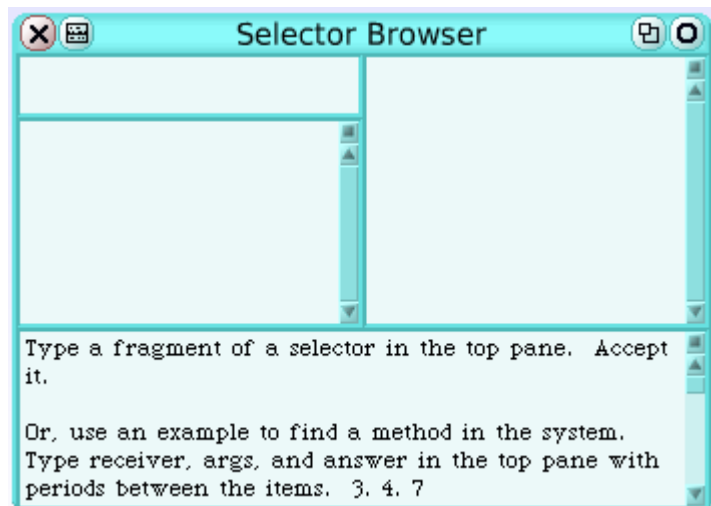 Selector Browser
Type a fragment of a selector in the top pane.  Accept
it.
Or, use an example to find a method in the system.
Type receiver, args, and answer in the top pane with
periods between the items.  3. 4. 7